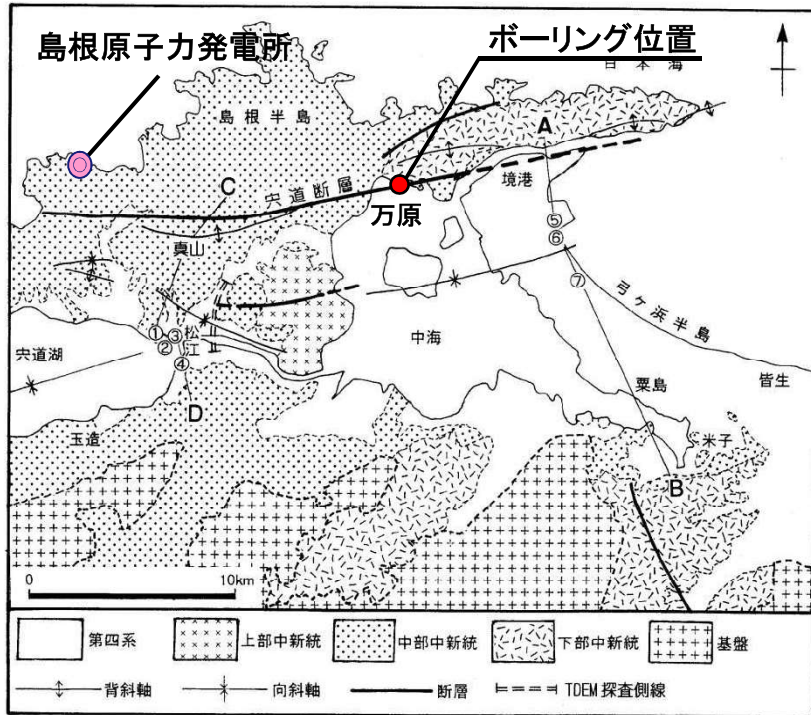 島根原子力発電所
ボーリング位置
日本海
島根半島
A
C
宍道断層
境港
万原
真山
⑤
⑥
⑦
弓ヶ浜半島
①
③
松江
②
④
宍道湖
中海
皆生
粟島
D
玉造
米子
B
0 10km
第四系 上部中新統 中部中新統 下部中新統 基盤
背斜軸 向斜軸 断層 TDEM探査側線